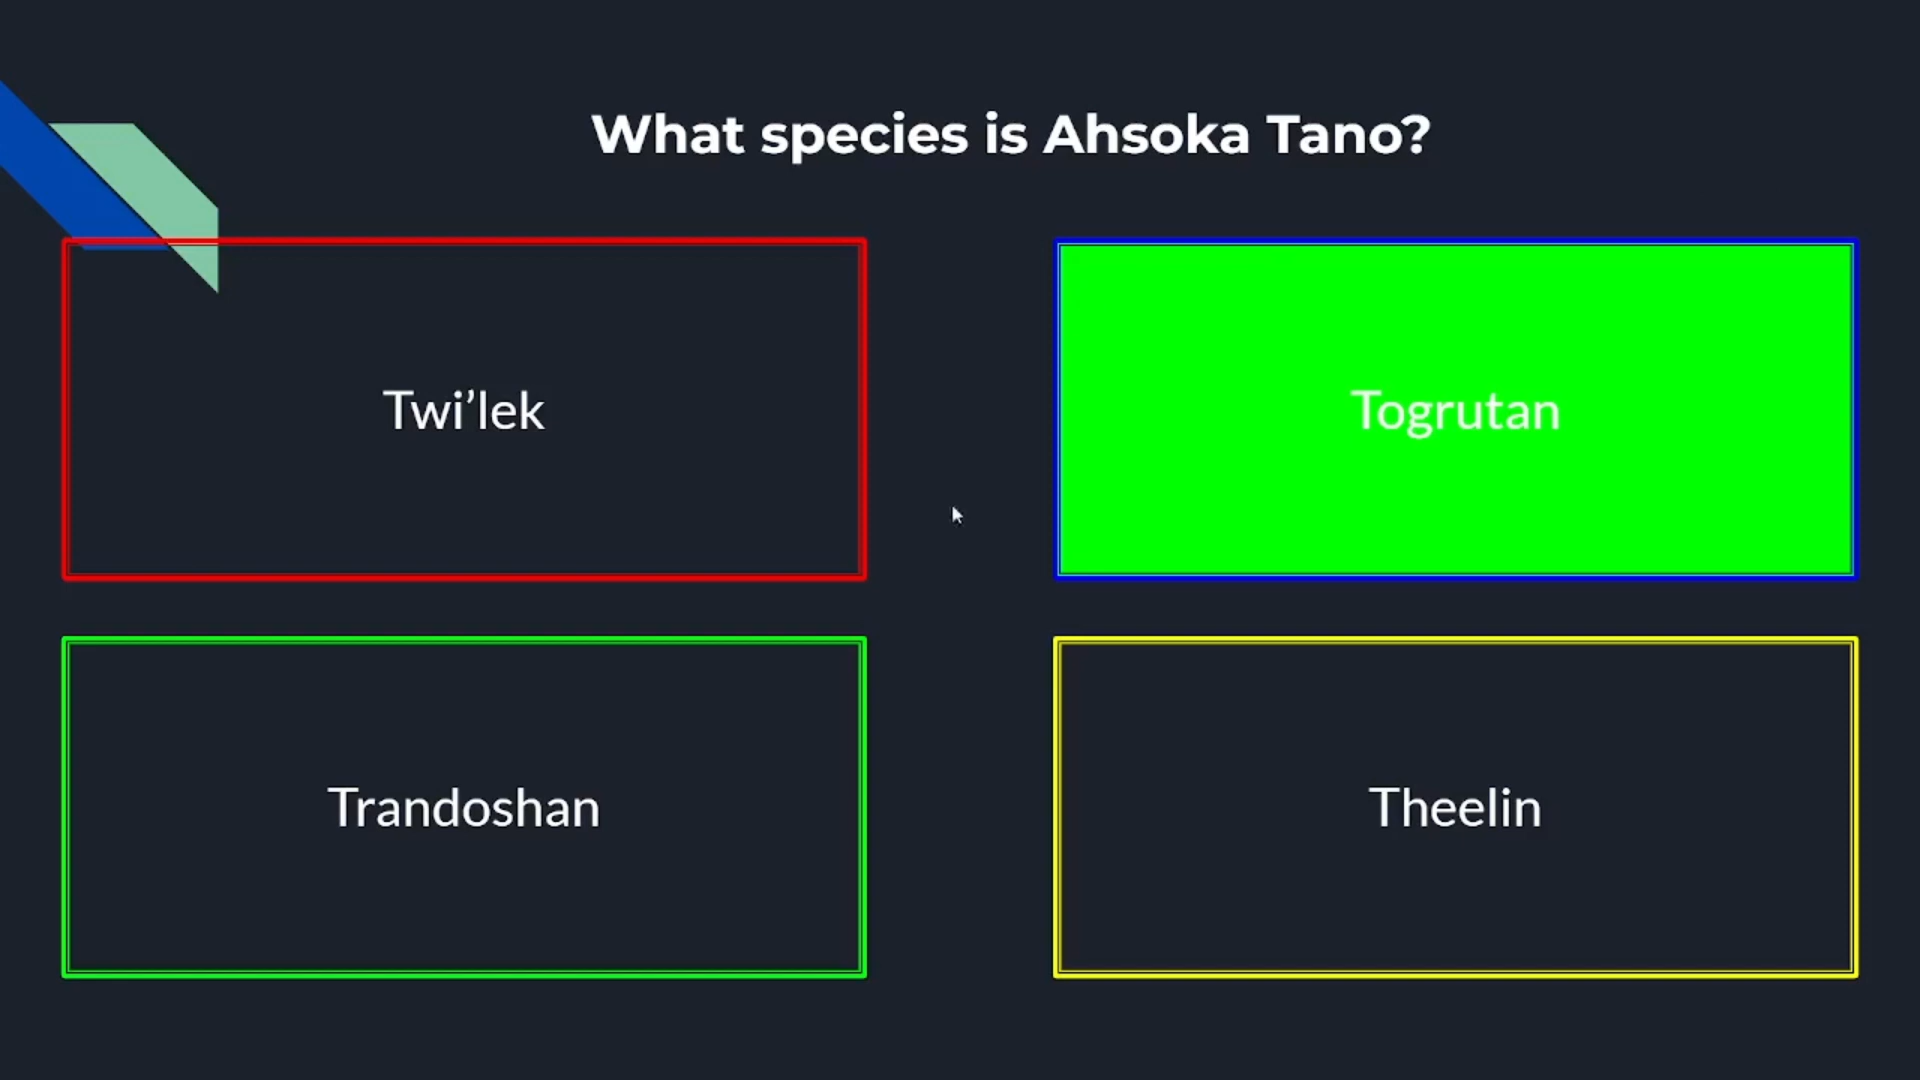 What species is Ahsoka Tano?
Twi’lek
Togrutan
Trandoshan
Theelin